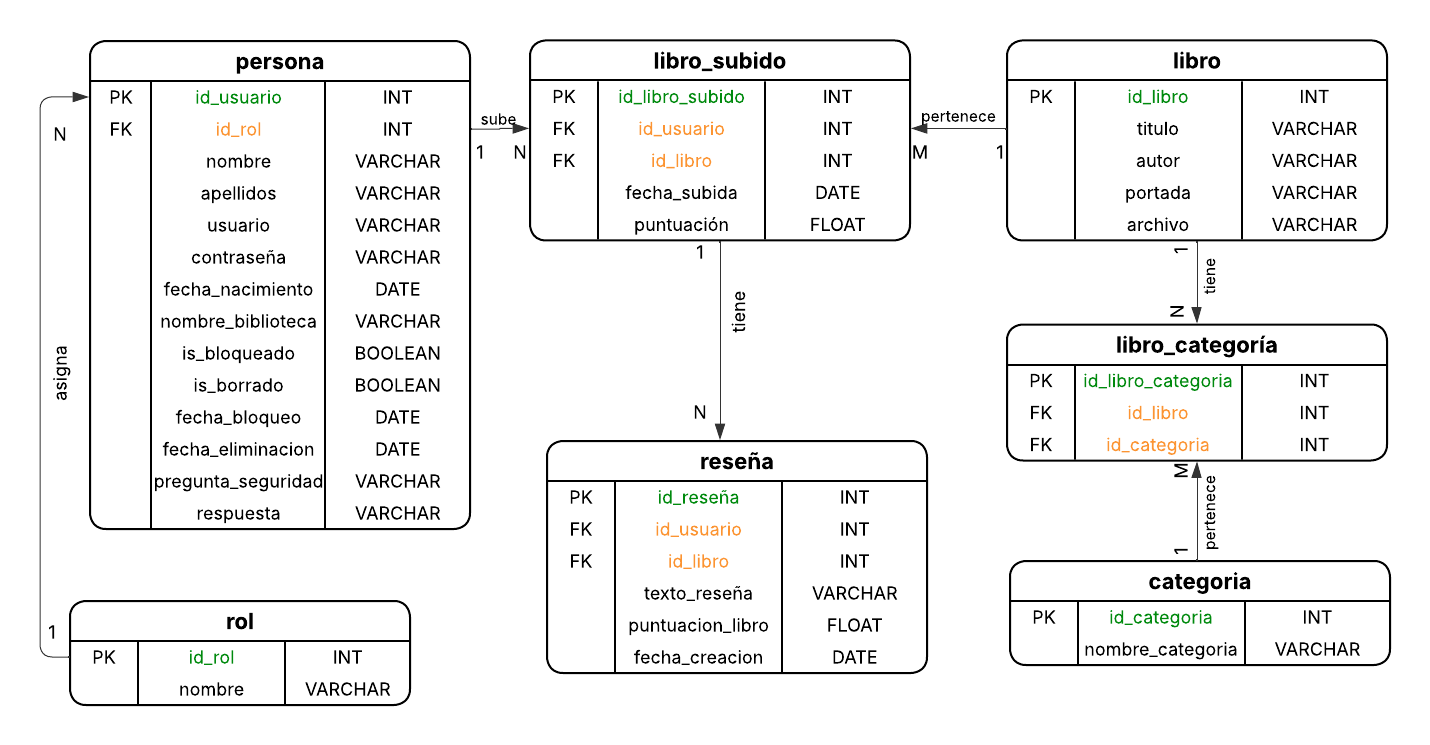 persona
PK id_usuario INT
FK id_rol INT
nombre VARCHAR
apellidos VARCHAR
usuario VARCHAR
contraseña VARCHAR
fecha_nacimiento DATE
nombre_biblioteca VARCHAR
is_bloqueado BOOLEAN
is_borrado BOOLEAN
fecha_bloqueo DATE
fecha_eliminacion DATE
pregunta_seguridad VARCHAR
respuesta VARCHAR
sube
1 N
libro_subido
PK id_libro_subido INT
FK id_usuario INT
FK id_libro INT
fecha_subida DATE
puntuación FLOAT
pertenece
M 1
libro
PK id_libro INT
titulo VARCHAR
autor VARCHAR
portada VARCHAR
archivo VARCHAR
1
tiene
N
libro_categoría
PK id_libro_categoria INT
FK id_libro INT
FK id_categoria INT
M
pertenece
1
categoria
PK id_categoria INT
nombre_categoria VARCHAR
1
tiene
N
reseña
PK id_reseña INT
FK id_usuario INT
FK id_libro INT
texto_reseña VARCHAR
puntuacion_libro FLOAT
fecha_creacion DATE
N
asigna
1
rol
PK id_rol INT
nombre VARCHAR